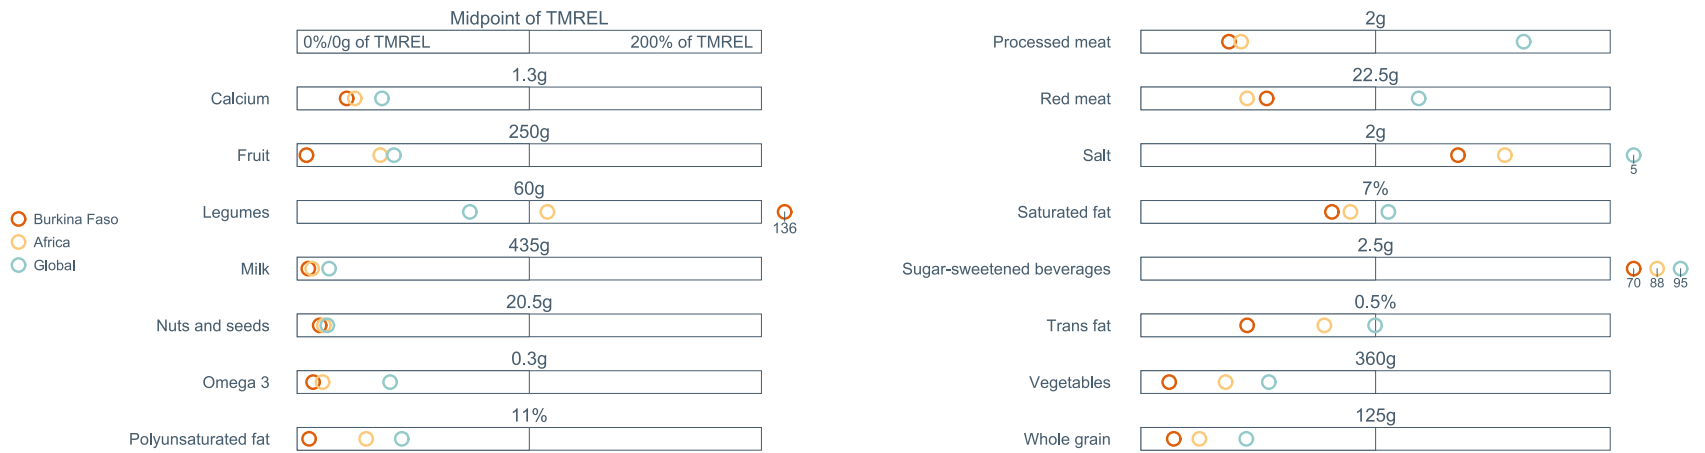 Midpoint of TMREL
0%/0g of TMREL 200% of TMREL
1.3g
Calcium
250g
Fruit
60g
Legumes
136
435g
Milk
20.5g
Nuts and seeds
0.3g
Omega 3
11%
Polyunsaturated fat
Burkina Faso
Africa
Global
2g
Processed meat
22.5g
Red meat
2g
Salt
5
7%
Saturated fat
2.5g
Sugar-sweetened beverages
70 88 95
0.5%
Trans fat
360g
Vegetables
125g
Whole grain